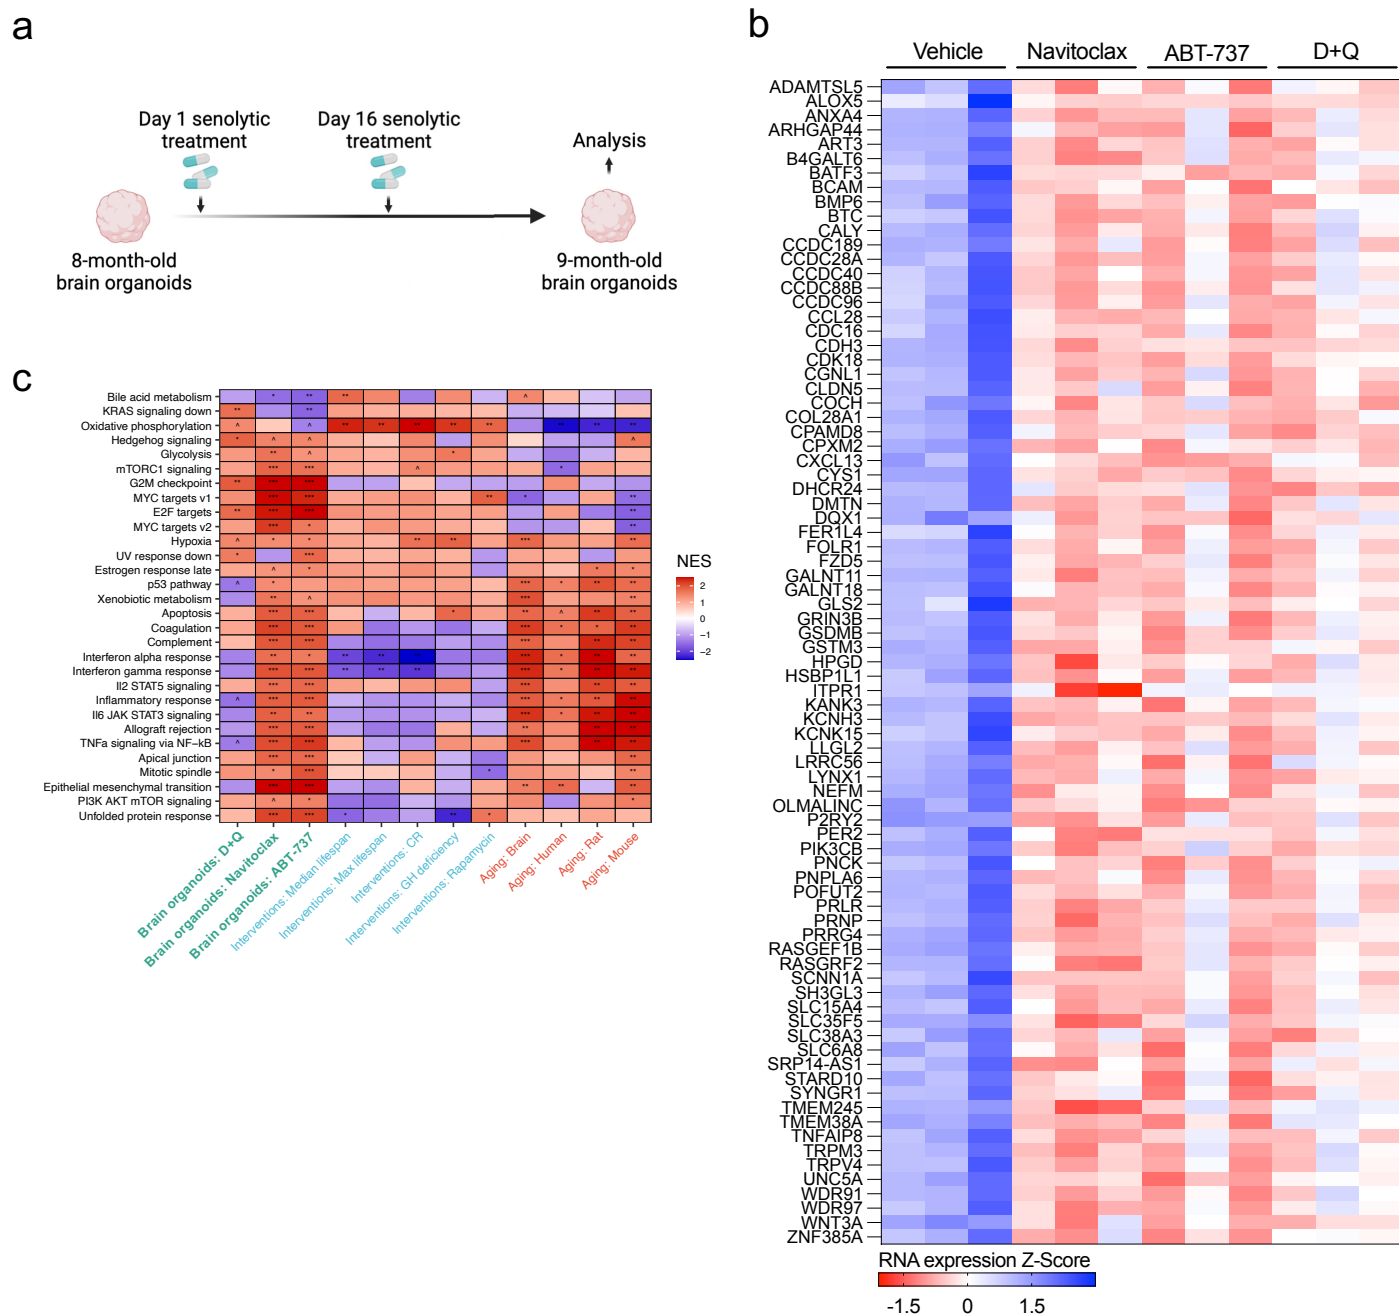 a
Day 1 senolytic
treatment
Day 16 senolytic
treatment
Analysis
8-month-old
brain organoids
9-month-old
brain organoids
b
Vehicle
Navitoclax
ABT-737
D+Q
ADAMTSL5
ALOX5
ANXA4
ARHGAP44
ART3
B4GALT6
BATF3
BCAM
BMP6
BTC
CALY
CCDC189
CCDC28A
CCDC40
CCDC88B
CCDC96
CCL28
CDC16
CDH3
CDK18
CGNL1
CLDN5
COCH
COL28A1
CPAMD8
CPXM2
CXCL13
CYS1
DHCR24
DMTN
DQX1
FER1L4
FOLR1
FZD5
GALNT11
GALNT18
GLS2
GRIN3B
GSDMB
GSTM3
HPGD
HSBP1L1
ITPR1
KANK3
KCNH3
KCNK15
LLGL2
LRRC56
LYNX1
NEFM
OLMALINC
P2RY2
PER2
PIK3CB
PNCK
PNPLA6
POFUT2
PRLR
PRNP
PRRG4
RASGEF1B
RASGRF2
SCNN1A
SH3GL3
SLC15A4
SLC35F5
SLC38A3
SLC6A8
SRP14-AS1
STARD10
SYNGR1
TMEM245
TMEM38A
TNFAIP8
TRPM3
TRPV4
UNC5A
WDR91
WDR97
WNT3A
ZNF385A
RNA expression Z-Score
-1.5 0 1.5
c
Bile acid metabolism * ** ** ^
KRAS signaling down ** **
Oxidative phosphorylation ^ ^ ** ** ** ** ** ** ** **
Hedgehog signaling * ^ ^ ^
Glycolysis ** ^ *
mTORC1 signaling *** *** ^ *
G2M checkpoint ** *** ***
MYC targets v1 *** *** ** * **
E2F targets ** *** *** **
MYC targets v2 *** * **
Hypoxia ^ * * ** ** *** **
UV response down * ***
Estrogen response late ^ * *
p53 pathway ^ * *** * ** **
Xenobiotic metabolism ** ^ *** **
Apoptosis *** *** * ** ^ ** **
Coagulation *** *** *** * * **
Complement *** *** *** ** **
Interferon alpha response ** * ** ** ** *** * ** **
Interferon gamma response *** *** ** ** ** *** * ** **
Il2 STAT5 signaling *** *** *** ** **
Inflammatory response ^ *** *** *** * ** **
Il6 JAK STAT3 signaling ** ** *** * ** **
Allograft rejection *** *** ** ** **
TNFa signaling via NF−kB ^ *** *** *** ** **
Apical junction *** *** **
Mitotic spindle * *** * **
Epithelial mesenchymal transition *** *** ** ** **
PI3K AKT mTOR signaling ^ * *
Unfolded protein response *** *** * ** *
Brain organoids: D+Q
Brain organoids: Navitoclax
Brain organoids: ABT-737
Interventions: Median lifespan
Interventions: Max lifespan
Interventions: CR
Interventions: GH deficiency
Interventions: Rapamycin
Aging: Brain
Aging: Human
Aging: Rat
Aging: Mouse
NES
2
1
0
−1
−2